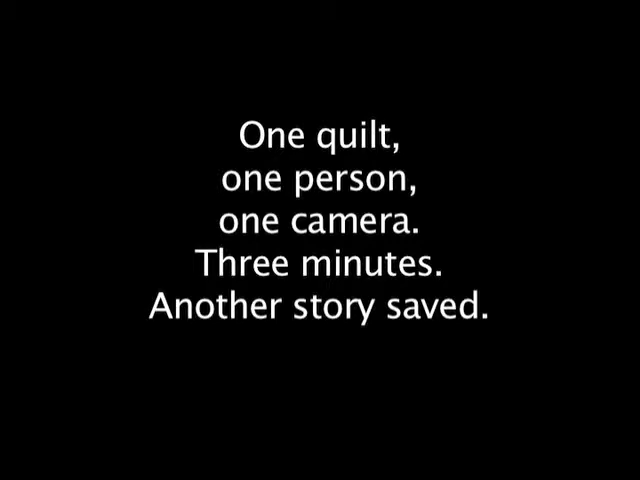 One quilt,
one person,
one camera.
Three minutes.
Another story saved.